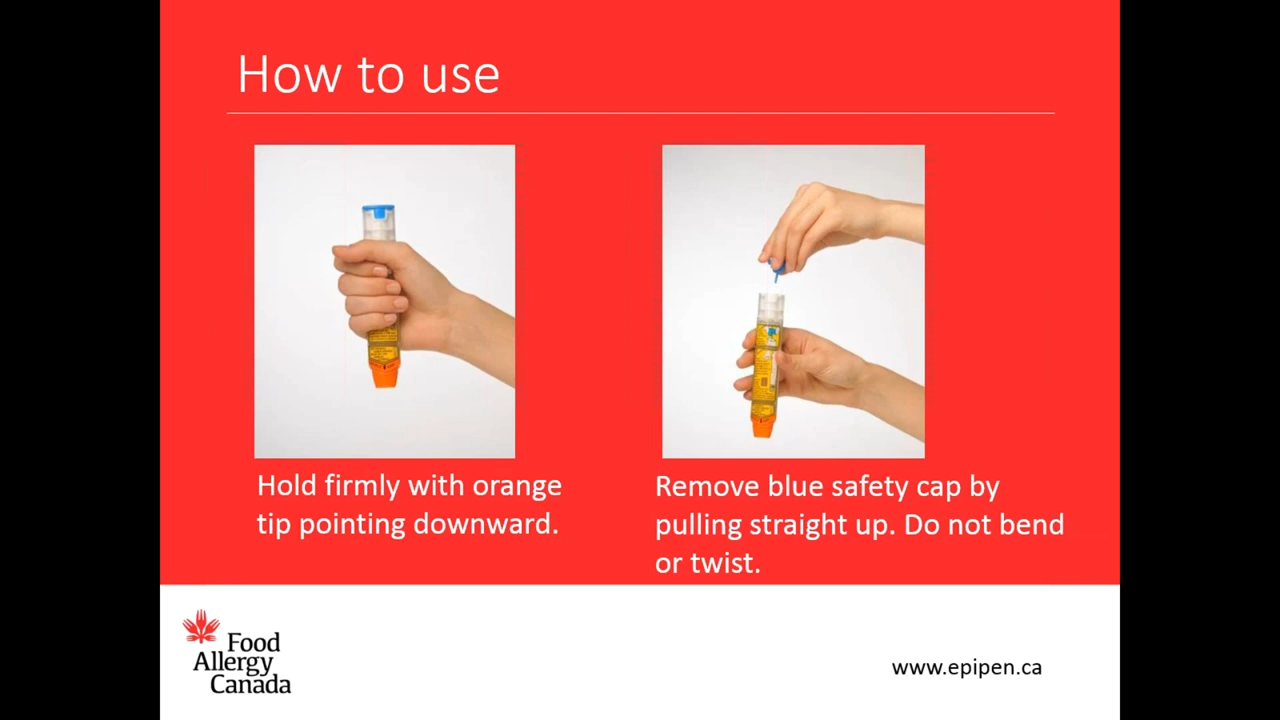 How to use
Hold firmly with orange
tip pointing downward.
Remove blue safety cap by
pulling straight up. Do not bend
or twist.
Food
Allergy
Canada
www.epipen.ca